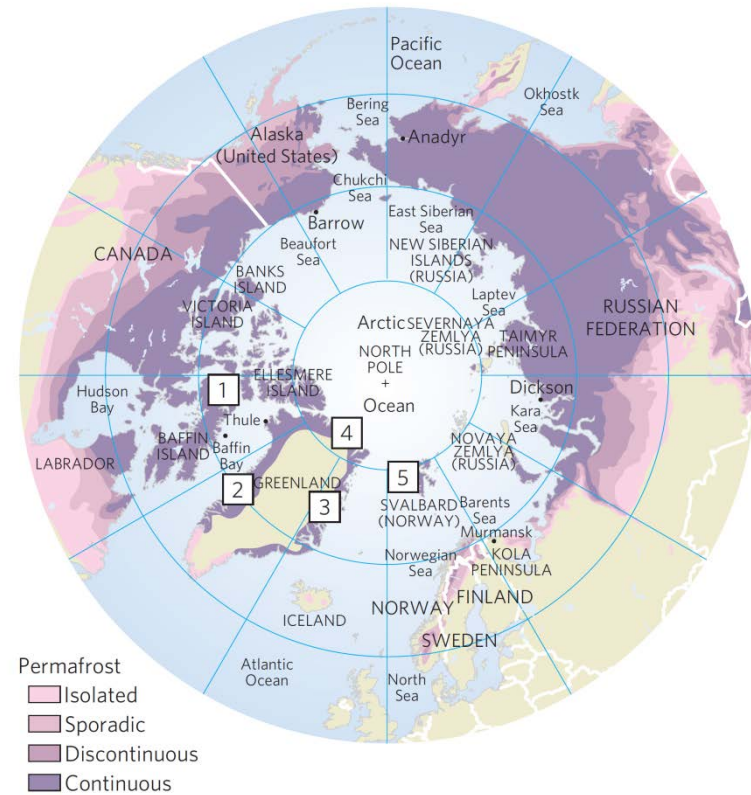 Pacific
Ocean
Okhostk
Sea
Bering
Sea
Alaska
(United States)
Anadyr
Chukchi
Sea
Barrow
Beaufort
Sea
East Siberian
Sea
NEW SIBERIAN
ISLANDS
(RUSSIA)
CANADA
BANKS
ISLAND
VICTORIA
ISLAND
Laptev
Sea
RUSSIAN
FEDERATION
Arctic
SEVERNAYA
ZEMLYA
(RUSSIA)
TAIMYR
PENINSULA
NORTH
POLE
+
Ocean
ELLESMERE
ISLAND
1
Hudson
Bay
Thule
Dickson
Kara
Sea
4
BAFFIN
ISLAND
Baffin
Bay
NOVAYA
ZEMLYA
(RUSSIA)
LABRADOR
2
GREENLAND
3
5
SVALBARD
(NORWAY)
Barents
Sea
Murmansk
KOLA
PENINSULA
Norwegian
Sea
ICELAND
NORWAY
FINLAND
SWEDEN
Atlantic
Ocean
North
Sea
Permafrost
Isolated
Sporadic
Discontinuous
Continuous